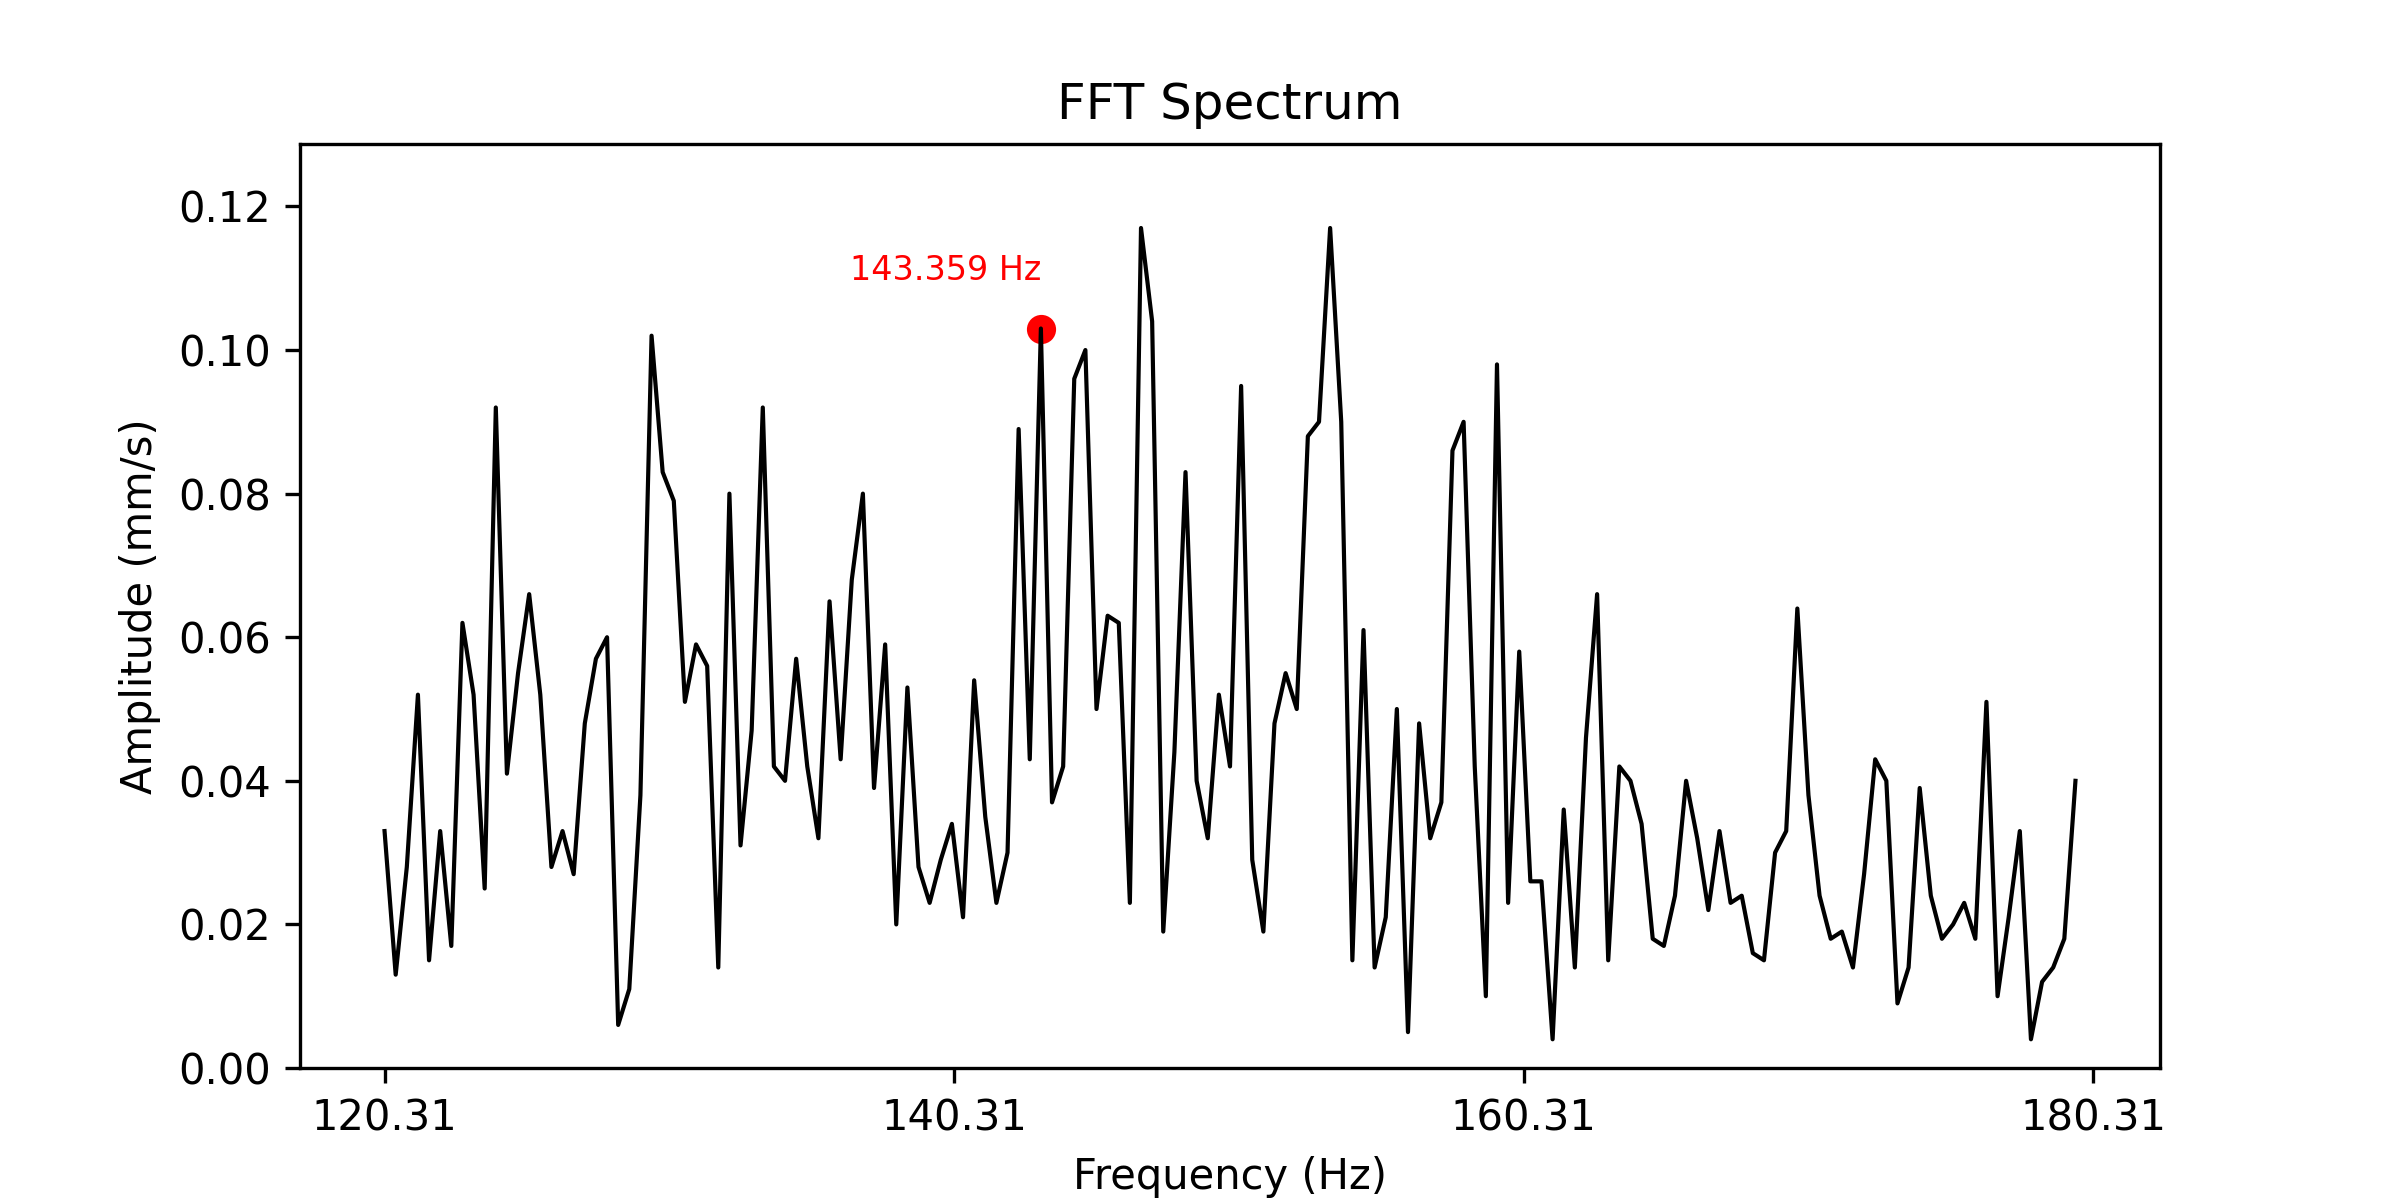 FFT Spectrum
143.359 Hz
0.12
0.10
0.08
0.06
0.04
0.02
0.00
Amplitude (mm/s)
120.31
140.31
160.31
180.31
Frequency (Hz)